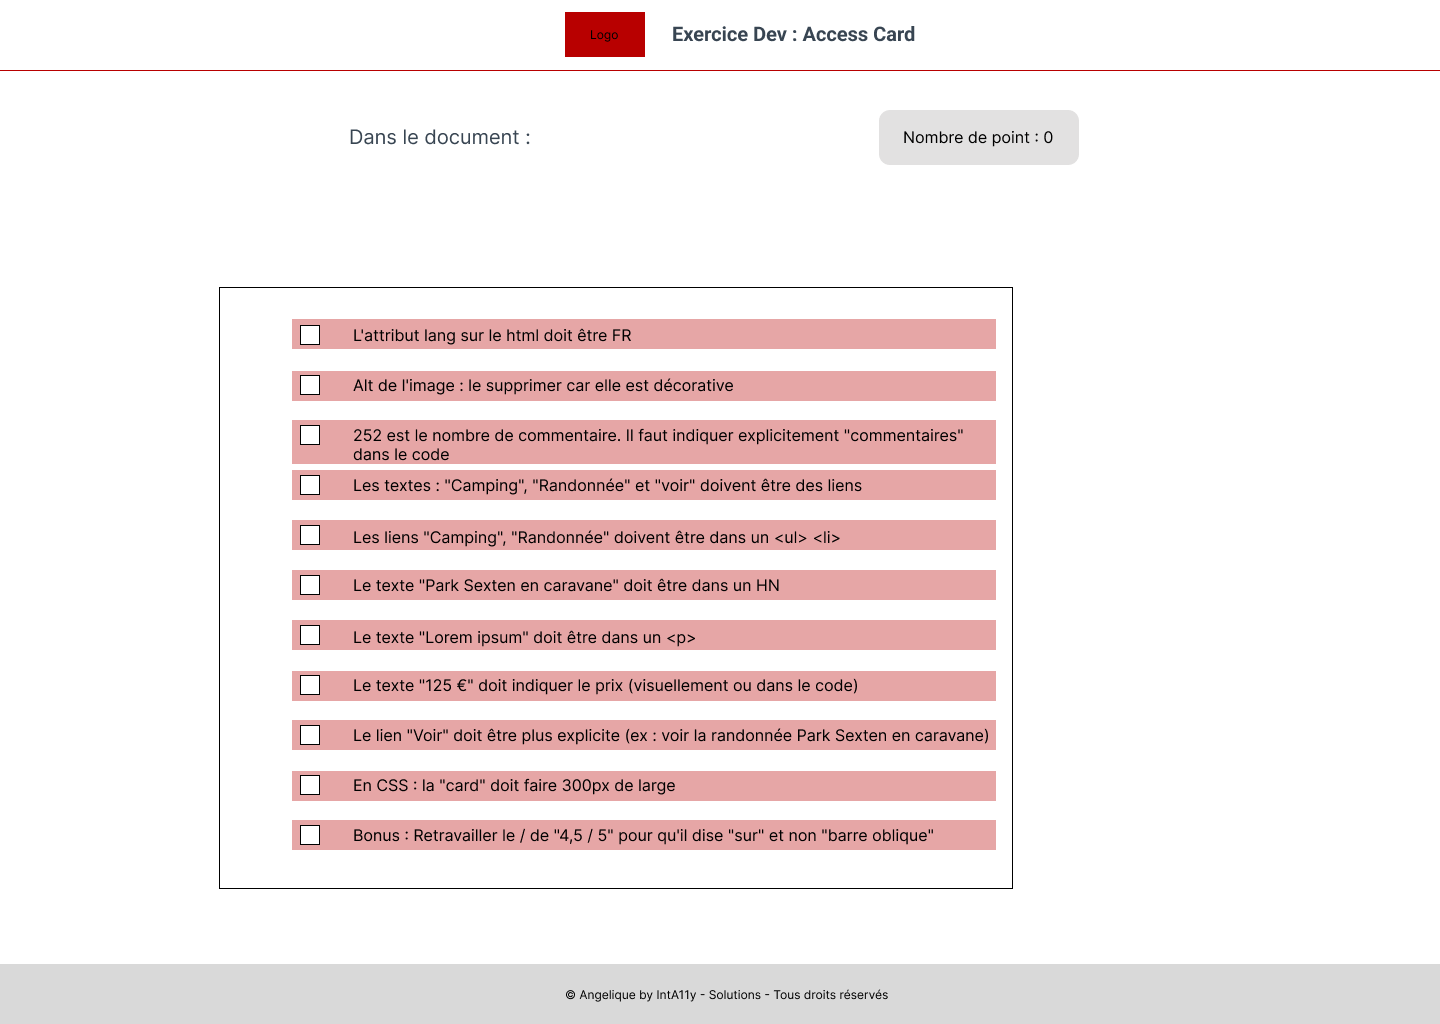 Logo
Exercice Dev : Access Card
Dans le document :
Nombre de point : 0
L'attribut lang sur le html doit être FR
Alt de l'image : le supprimer car elle est décorative
252 est le nombre de commentaire. Il faut indiquer explicitement "commentaires"
dans le code
Les textes : "Camping", "Randonnée" et "voir" doivent être des liens
Les liens "Camping", "Randonnée" doivent être dans un <ul> <li>
Le texte "Park Sexten en caravane" doit être dans un HN
Le texte "Lorem ipsum" doit être dans un <p>
Le texte "125 €" doit indiquer le prix (visuellement ou dans le code)
Le lien "Voir" doit être plus explicite (ex : voir la randonnée Park Sexten en caravane)
En CSS : la "card" doit faire 300px de large
Bonus : Retravailler le / de "4,5 / 5" pour qu'il dise "sur" et non "barre oblique"
© Angelique by IntA11y - Solutions - Tous droits réservés